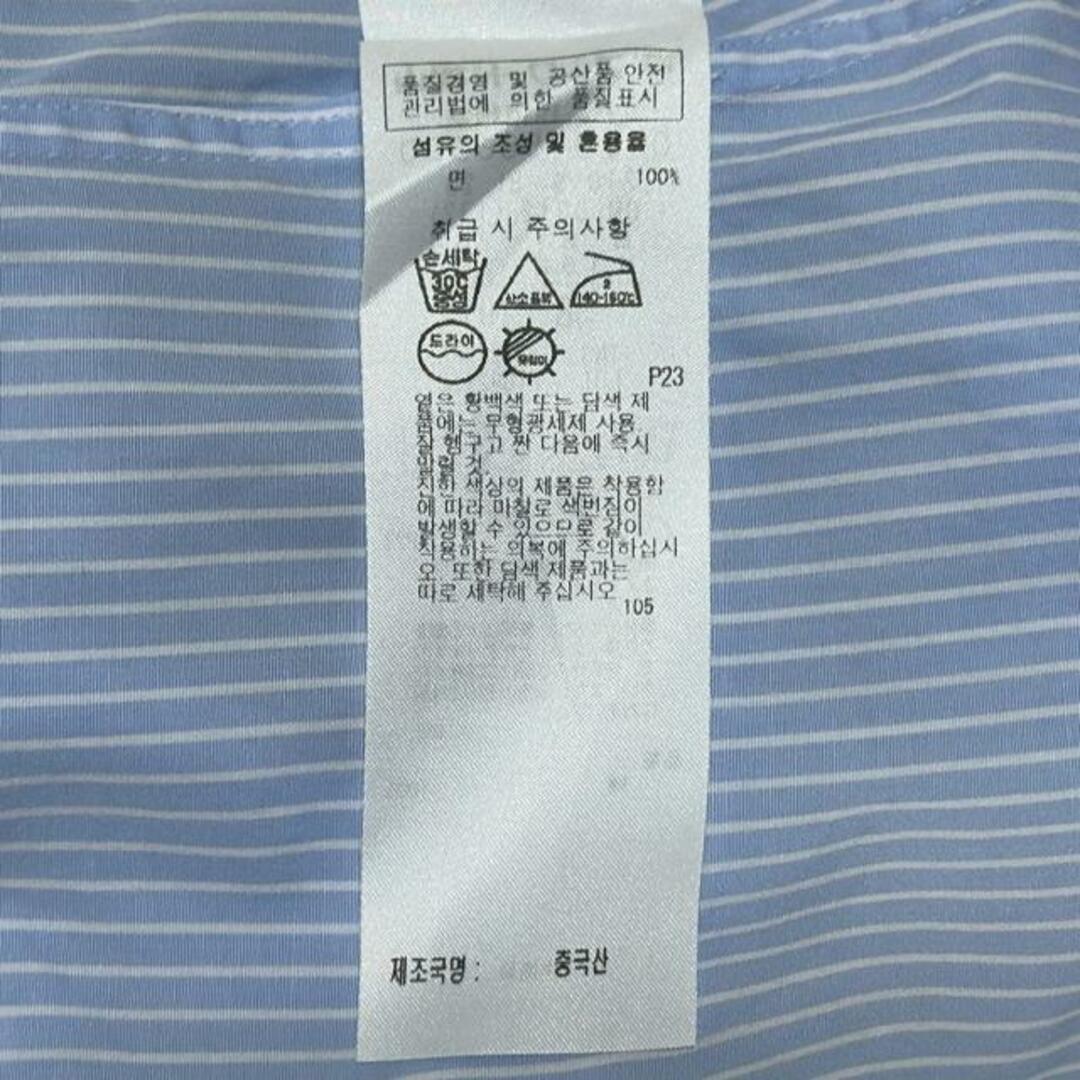 품질경영 및 공산품 안전
관리법에 의한 품질표시
섬유의 조성 및 혼용율
면 100%
취급 시 주의사항
손세탁
30℃
중성
산소표백
2
140-160℃
드라이
P23
옅은 황백색 또는 담색 제
품에는 무형광세제 사용
잘 헹구고 짠 다음에 즉시
말릴 것.
진한 색상의 제품은 착용함
에 따라 마찰로 색번짐이
발생할 수 있으므로 같이
착용하는 의복에 주의하십시
오. 또한 담색 제품과는
따로 세탁해 주십시오
105
제조국명 : 중국산